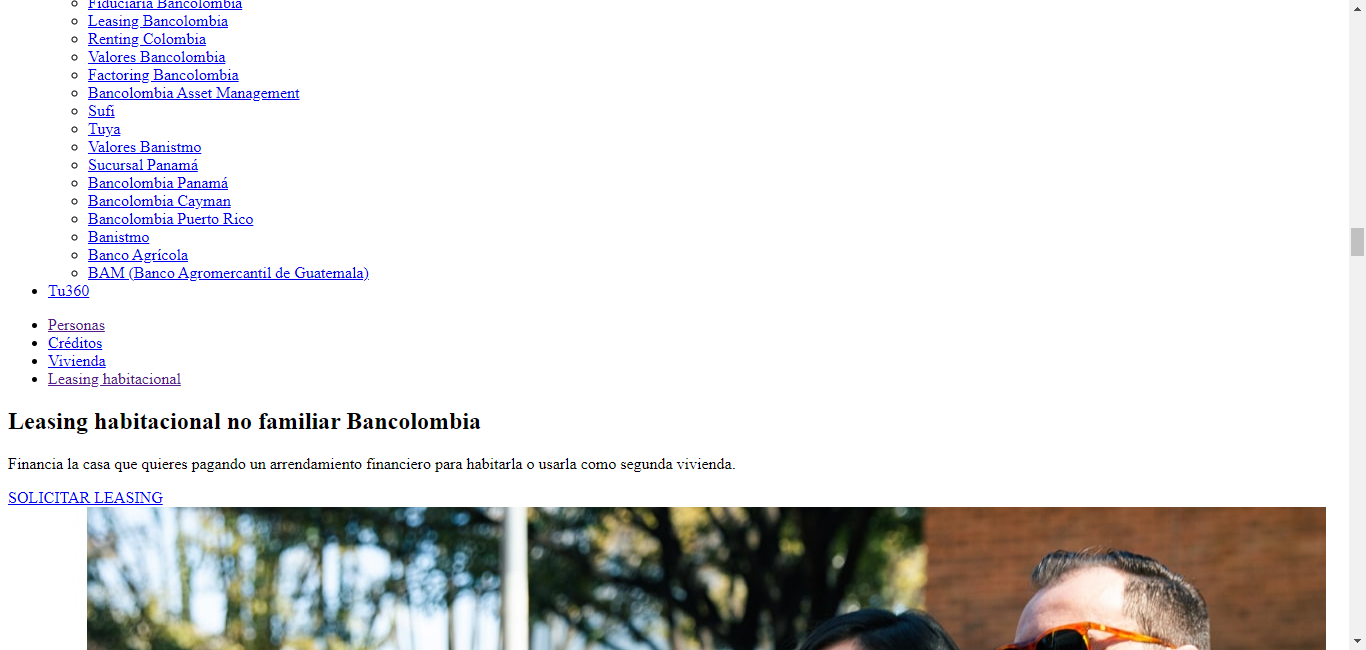 Fiduciaria Bancolombia
Leasing Bancolombia
Renting Colombia
Valores Bancolombia
Factoring Bancolombia
Bancolombia Asset Management
Sufi
Tuya
Valores Banistmo
Sucursal Panamá
Bancolombia Panamá
Bancolombia Cayman
Bancolombia Puerto Rico
Banistmo
Banco Agrícola
BAM (Banco Agromercantil de Guatemala)
Tu360
Personas
Créditos
Vivienda
Leasing habitacional
Leasing habitacional no familiar Bancolombia
Financia la casa que quieres pagando un arrendamiento financiero para habitarla o usarla como segunda vivienda.
SOLICITAR LEASING